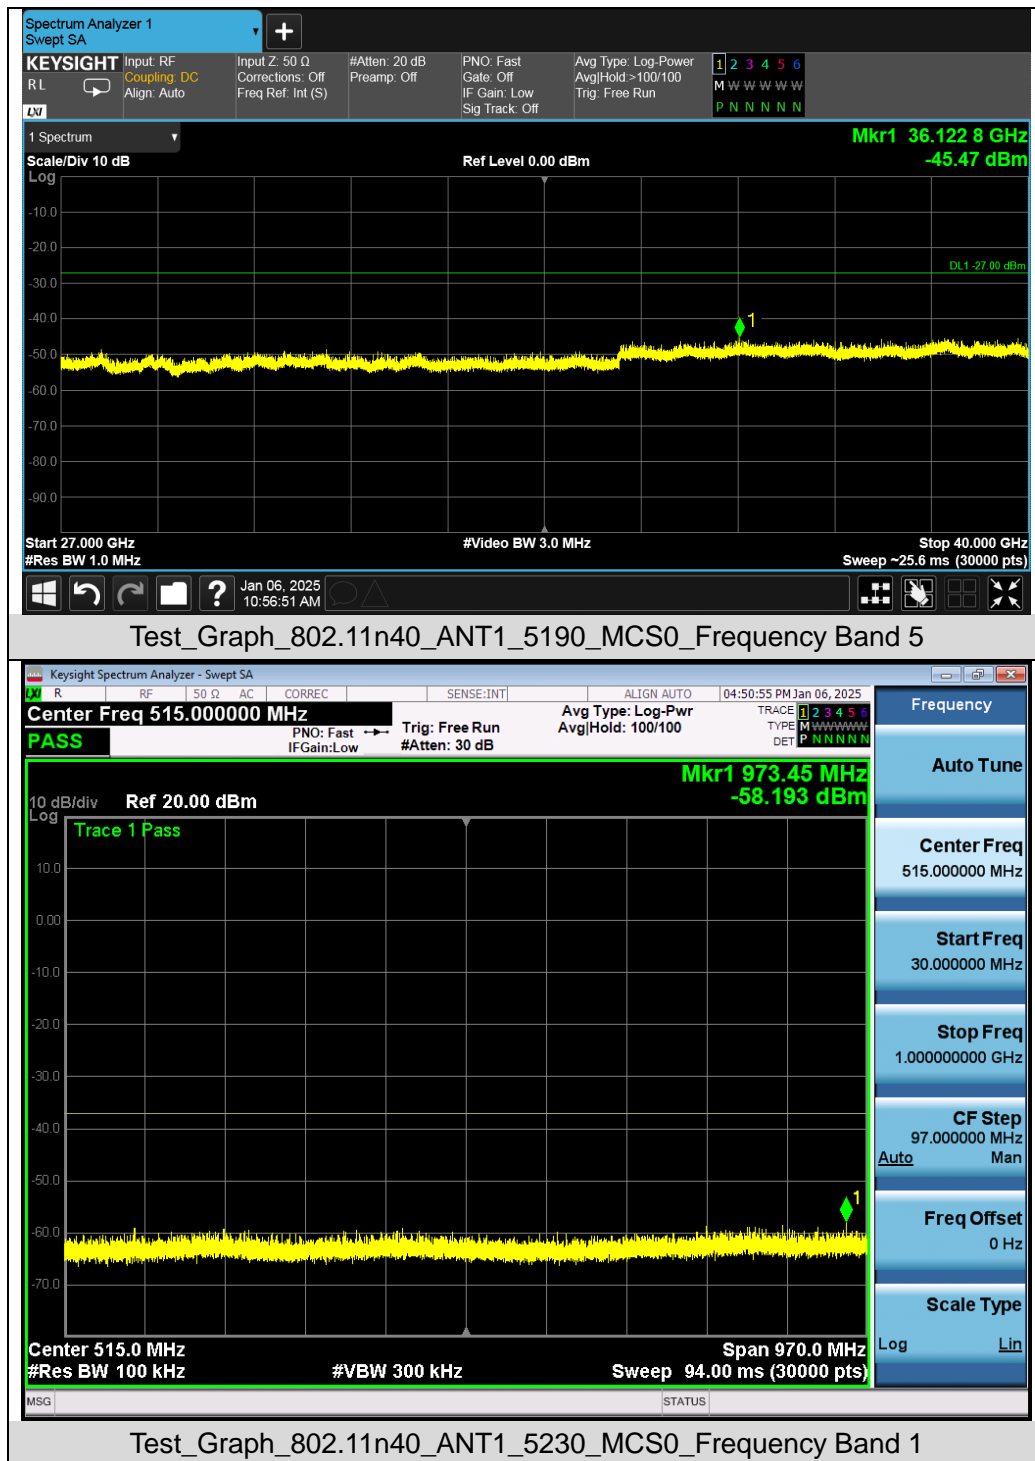 Spectrum Analyzer 1
Swept SA
KEYSIGHT
RL
LXI
Input: RF
Coupling: DC
Align: Auto
Input Z: 50 Ω
Corrections: Off
Freq Ref: Int (S)
#Atten: 20 dB
Preamp: Off
PNO: Fast
Gate: Off
IF Gain: Low
Sig Track: Off
Avg Type: Log-Power
Avg|Hold:>100/100
Trig: Free Run
1 2 3 4 5 6
M W W W W W
P N N N N N
1 Spectrum
Mkr1 36.122 8 GHz
Scale/Div 10 dB
Ref Level 0.00 dBm
-45.47 dBm
Log
-10.0
-20.0
DL1 -27.00 dBm
-30.0
-40.0
1
-50.0
-60.0
-70.0
-80.0
-90.0
Start 27.000 GHz
#Video BW 3.0 MHz
Stop 40.000 GHz
#Res BW 1.0 MHz
Sweep ~25.6 ms (30000 pts)
?
Jan 06, 2025
10:56:51 AM
Test_Graph_802.11n40_ANT1_5190_MCS0_Frequency Band 5
Keysight Spectrum Analyzer - Swept SA
LXI R RF 50 Ω AC CORREC SENSE:INT ALIGN AUTO 04:50:55 PM Jan 06, 2025
Center Freq 515.000000 MHz
PASS
PNO: Fast
IFGain:Low
Trig: Free Run
#Atten: 30 dB
Avg Type: Log-Pwr
Avg|Hold: 100/100
TRACE 1 2 3 4 5 6
TYPE M W W W W W
DET P N N N N N
Frequency
Auto Tune
Center Freq
515.000000 MHz
Start Freq
30.000000 MHz
Stop Freq
1.000000000 GHz
CF Step
97.000000 MHz
Auto Man
Freq Offset
0 Hz
Scale Type
Log Lin
Mkr1 973.45 MHz
-58.193 dBm
10 dB/div Ref 20.00 dBm
Log
Trace 1 Pass
10.0
0.00
-10.0
-20.0
-30.0
-40.0
-50.0
1
-60.0
-70.0
Center 515.0 MHz
Span 970.0 MHz
#Res BW 100 kHz
#VBW 300 kHz
Sweep 94.00 ms (30000 pts)
MSG
STATUS
Test_Graph_802.11n40_ANT1_5230_MCS0_Frequency Band 1